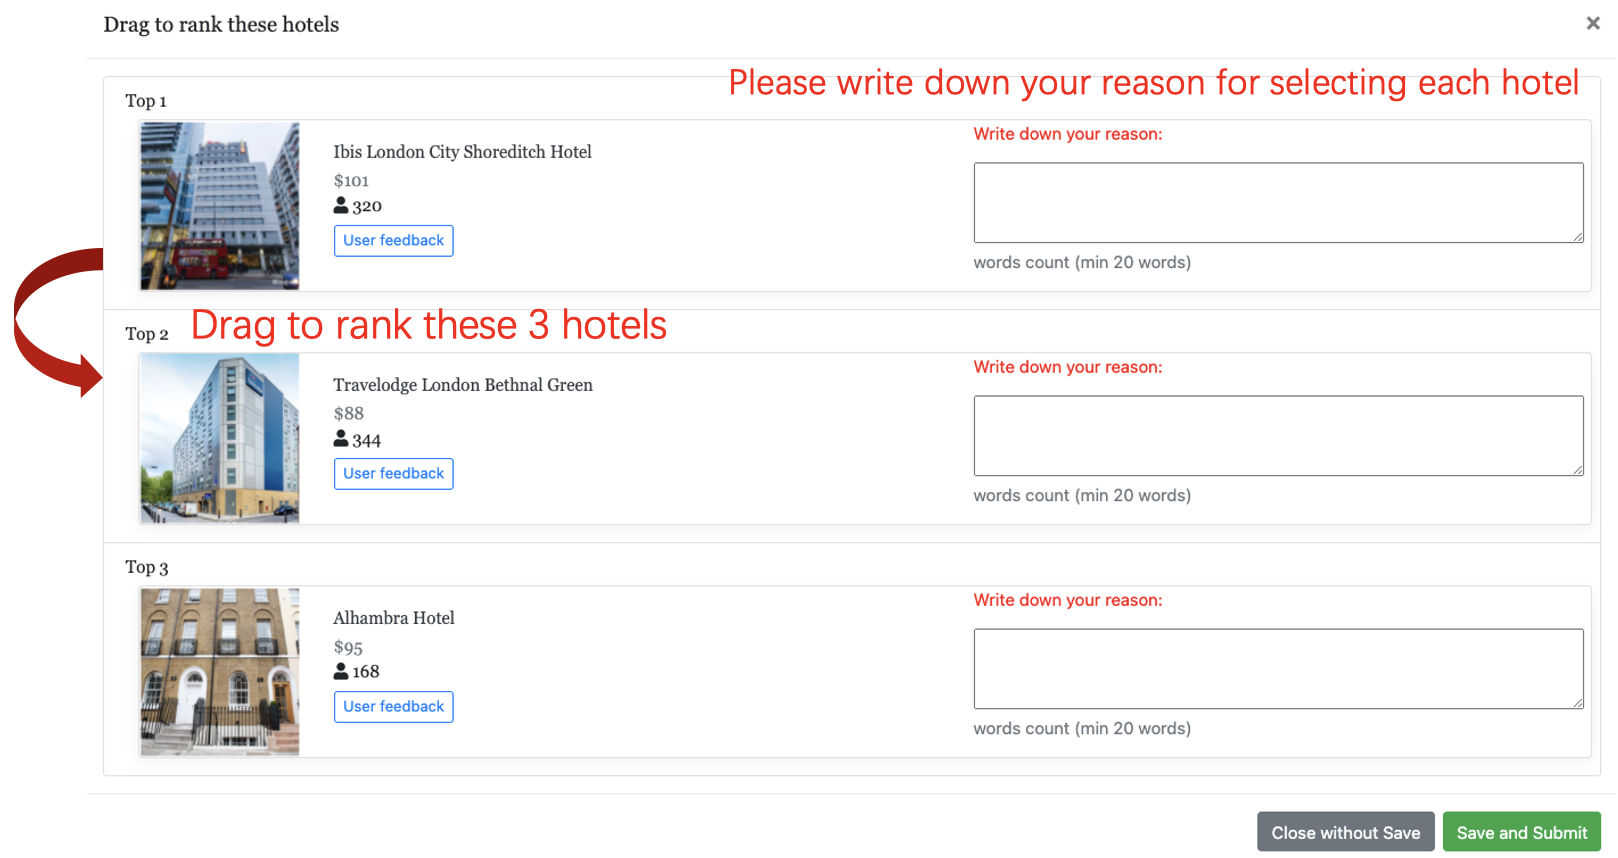 Drag to rank these hotels
×
Please write down your reason for selecting each hotel
Top 1
Write down your reason:
Ibis London City Shoreditch Hotel
$101
320
User feedback
words count (min 20 words)
Top 2
Drag to rank these 3 hotels
Write down your reason:
Travelodge London Bethnal Green
$88
344
User feedback
words count (min 20 words)
Top 3
Write down your reason:
Alhambra Hotel
$95
168
User feedback
words count (min 20 words)
Close without Save
Save and Submit